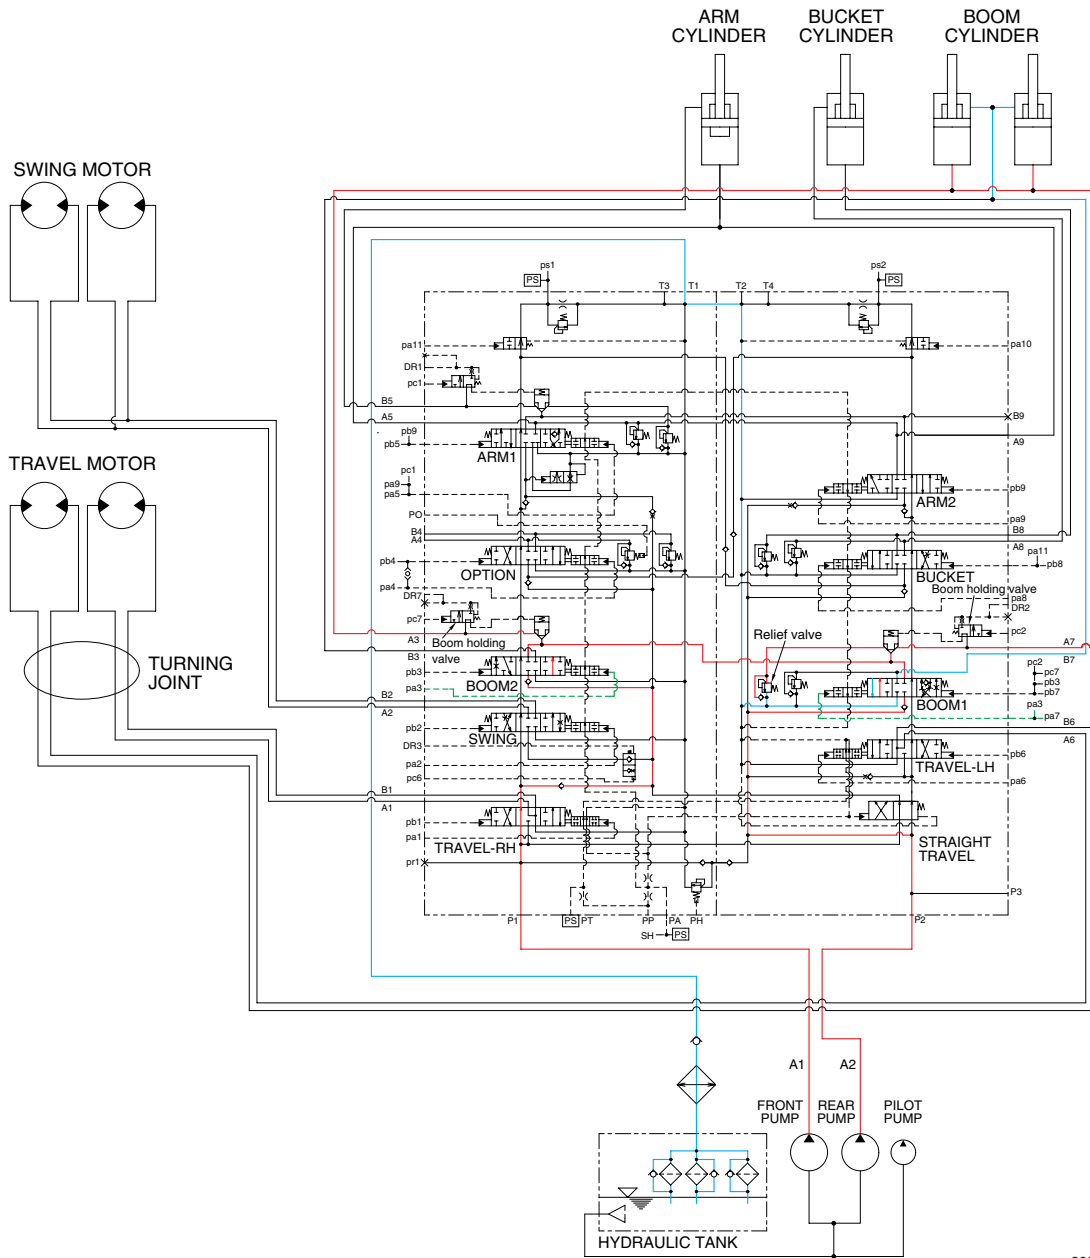 ARM
CYLINDER
BUCKET
CYLINDER
BOOM
CYLINDER
SWING MOTOR
TRAVEL MOTOR
TURNING
JOINT
ps1
PS
T3
T1
T2
T4
ps2
PS
pa11
DR1
pc1
B5
A5
pb9
pb5
ARM1
pc1
pa9
pa5
PO
B4
A4
pb4
OPTION
pa4
DR7
pc7
A3
Boom holding
valve
B3
pb3
BOOM2
pa3
B2
A2
pb2
SWING
DR3
pa2
pc6
B1
A1
pb1
pa1
TRAVEL-RH
pr1
pa10
B9
A9
pb9
ARM2
pa9
B8
A8
pa11
BUCKET
pb8
Boom holding valve
pa8
DR2
pc2
Relief valve
A7
B7
pc2
pc7
pb3
pb7
BOOM1
pa3
pa7
B6
A6
pb6
TRAVEL-LH
pa6
STRAIGHT
TRAVEL
P3
P1
PS
PT
PP
PA
PH
P2
SH
PS
A1
A2
FRONT
PUMP
REAR
PUMP
PILOT
PUMP
HYDRAULIC TANK